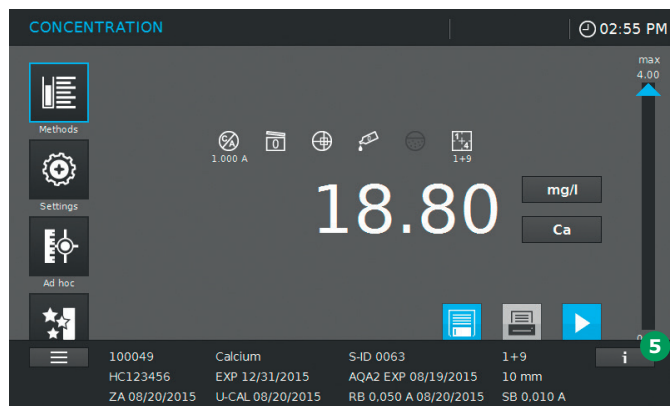 CONCENTRATION 02:55 PM
max
4.00
Methods
C/A 0 1+4
1.000 A 1+9
18.80 mg/l
Ca
Settings
Ad hoc
0
5
100049 Calcium S-ID 0063 1+9 i
HC123456 EXP 12/31/2015 AQA2 EXP 08/19/2015 10 mm
ZA 08/20/2015 U-CAL 08/20/2015 RB 0,050 A 08/20/2015 SB 0,010 A